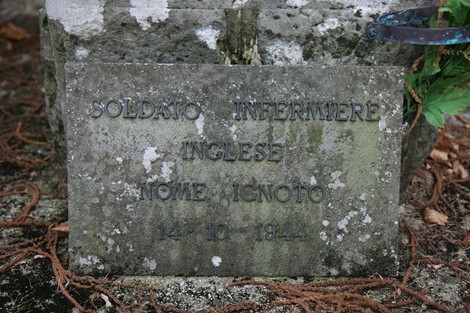 SOLDATO INFERMIERE
INGLESE
NOME IGNOTO
14-10-1944